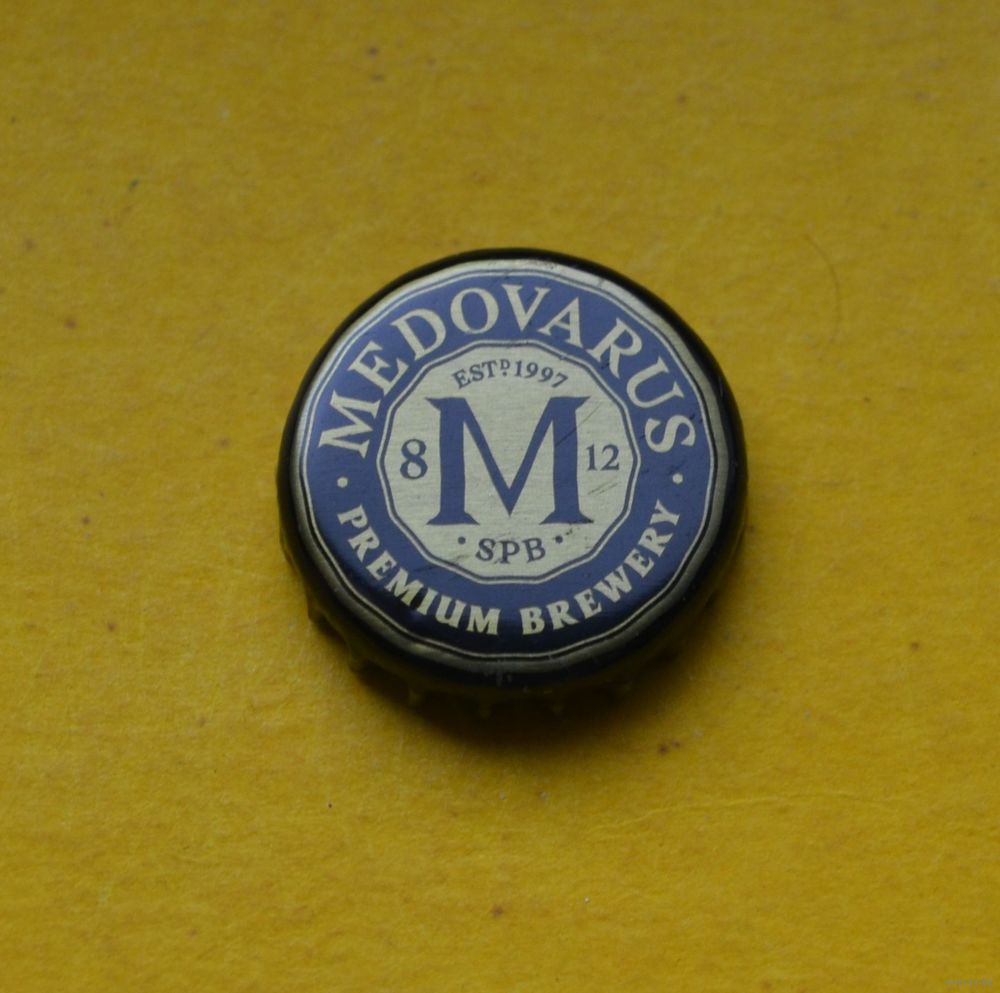 MEDOVARUS
ESTD 1997
8 M 12
· SPB ·
· PREMIUM BREWERY ·